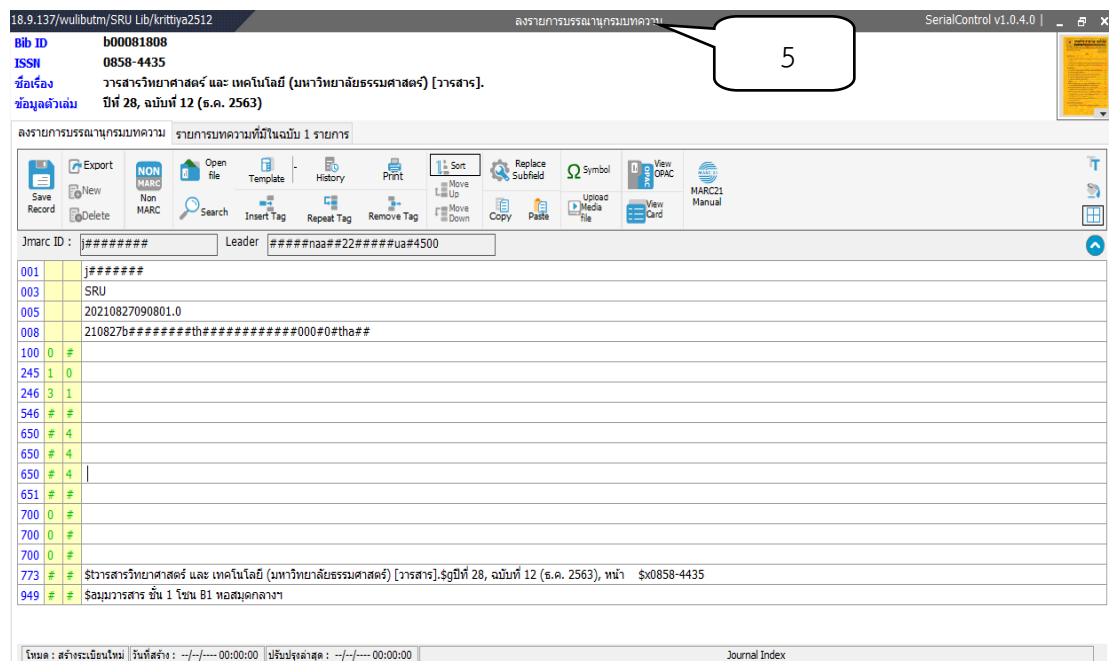 18.9.137/wulibutm/SRU Lib/krittiya2512 ลงรายการบรรณานุกรมบทความ SerialControl v1.0.4.0 |
5
Bib ID b00081808
ISSN 0858-4435
ชื่อเรื่อง วารสารวิทยาศาสตร์ และ เทคโนโลยี (มหาวิทยาลัยธรรมศาสตร์) [วารสาร].
ข้อมูลตัวเล่ม ปีที่ 28, ฉบับที่ 12 (ธ.ค. 2563)
ลงรายการบรรณานุกรมบทความ รายการบทความที่มีในฉบับ 1 รายการ
Save Record
Export
New
Delete
NON MARC
Non MARC
Open file
Search
Template
Insert Tag
History
Repeat Tag
Print
Remove Tag
Sort
Move Up
Move Down
Replace Subfield
Copy
Paste
Ω Symbol
Upload Media file
View OPAC
View Card
MARC21 Manual
Jmarc ID : j######## Leader #####naa##22#####ua#4500
001 j#######
003 SRU
005 20210827090801.0
008 210827b########th############000#0#tha##
100 0 #
245 1 0
246 3 1
546 # #
650 # 4
650 # 4
650 # 4
651 # #
700 0 #
700 0 #
700 0 #
773 # # $tวารสารวิทยาศาสตร์ และ เทคโนโลยี (มหาวิทยาลัยธรรมศาสตร์) [วารสาร].$gปีที่ 28, ฉบับที่ 12 (ธ.ค. 2563), หน้า $x0858-4435
949 # # $aมุมวารสาร ชั้น 1 โซน B1 หอสมุดกลางฯ
โหมด : สร้างระเบียนใหม่ วันที่สร้าง : --/--/---- 00:00:00 ปรับปรุงล่าสุด : --/--/---- 00:00:00 Journal Index